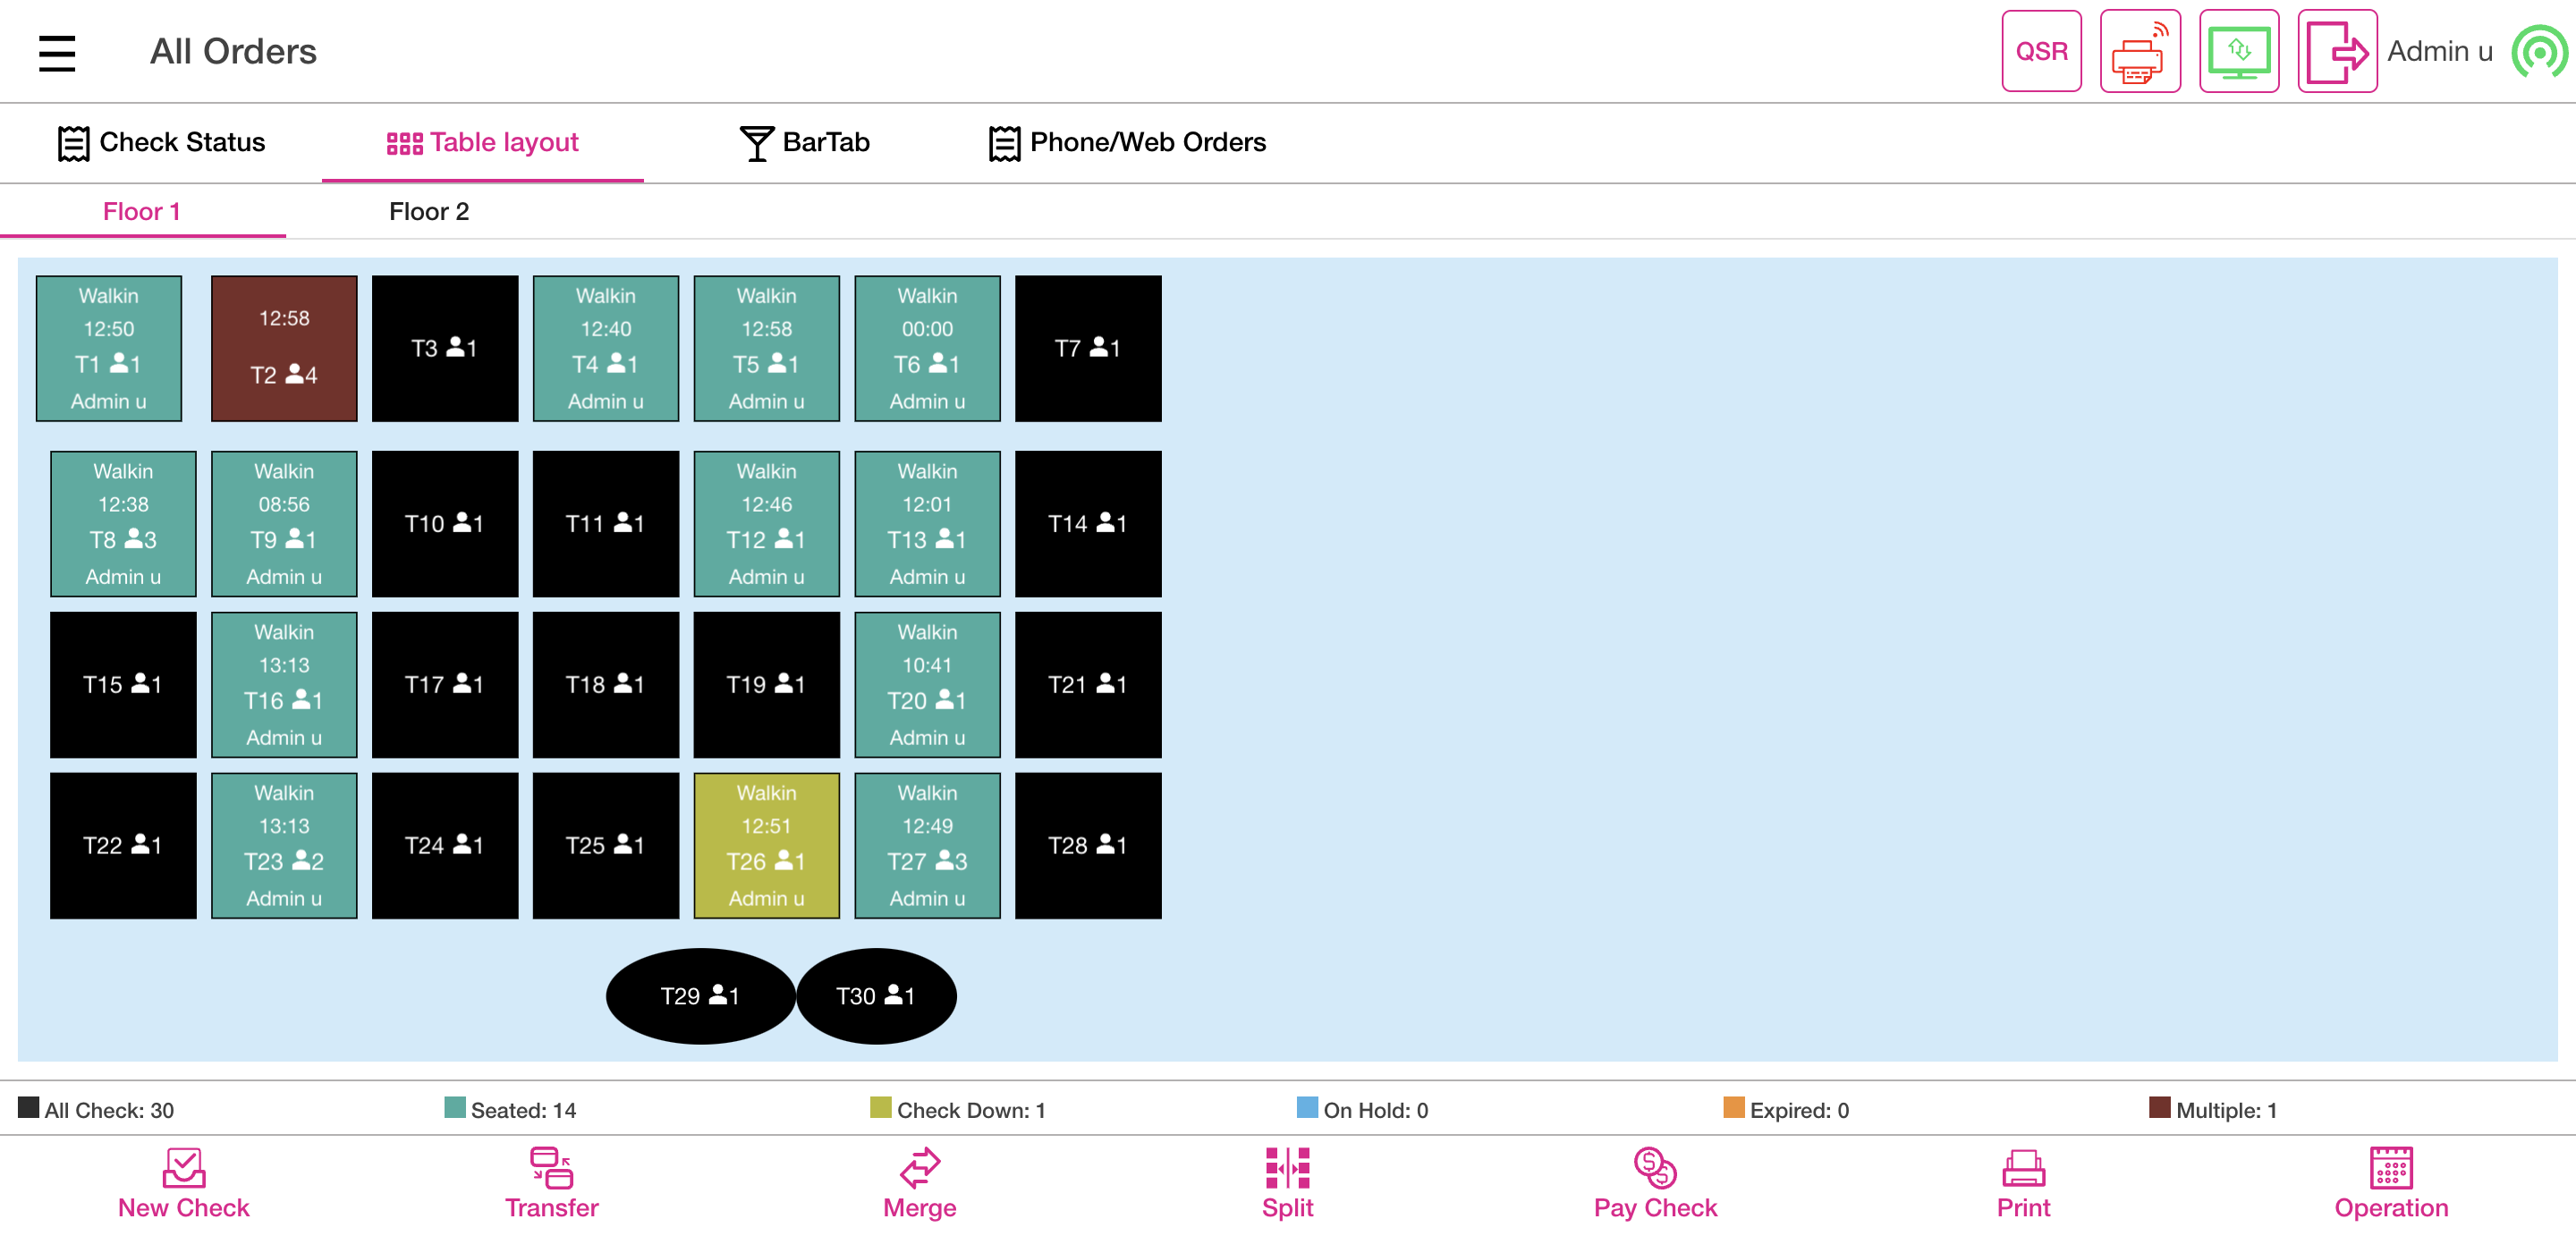 All Orders
QSR
Admin u
Check Status
Table layout
BarTab
Phone/Web Orders
Floor 1
Floor 2
Walkin
12:50
T1 1
Admin u
12:58
T2 4
T3 1
Walkin
12:40
T4 1
Admin u
Walkin
12:58
T5 1
Admin u
Walkin
00:00
T6 1
Admin u
T7 1
Walkin
12:38
T8 3
Admin u
Walkin
08:56
T9 1
Admin u
T10 1
T11 1
Walkin
12:46
T12 1
Admin u
Walkin
12:01
T13 1
Admin u
T14 1
T15 1
Walkin
13:13
T16 1
Admin u
T17 1
T18 1
T19 1
Walkin
10:41
T20 1
Admin u
T21 1
T22 1
Walkin
13:13
T23 2
Admin u
T24 1
T25 1
Walkin
12:51
T26 1
Admin u
Walkin
12:49
T27 3
Admin u
T28 1
T29 1
T30 1
All Check: 30
Seated: 14
Check Down: 1
On Hold: 0
Expired: 0
Multiple: 1
New Check
Transfer
Merge
Split
Pay Check
Print
Operation